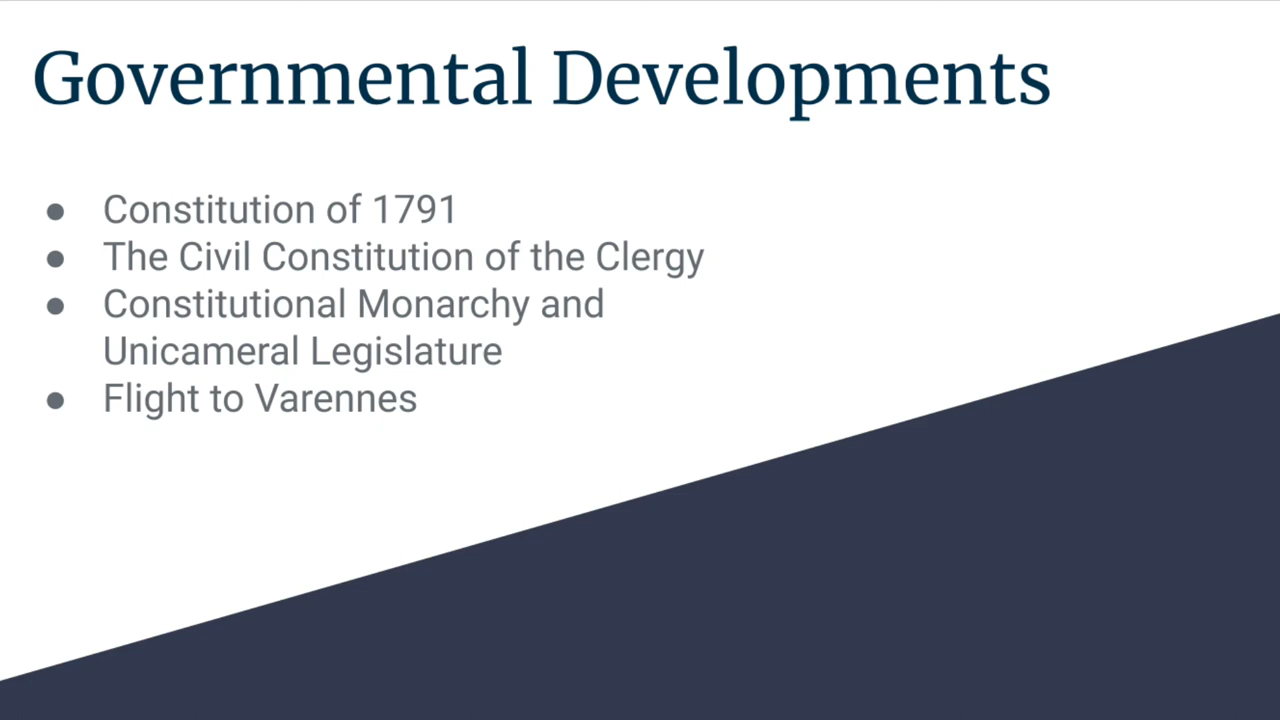 Governmental Developments
● Constitution of 1791
● The Civil Constitution of the Clergy
● Constitutional Monarchy and
Unicameral Legislature
● Flight to Varennes